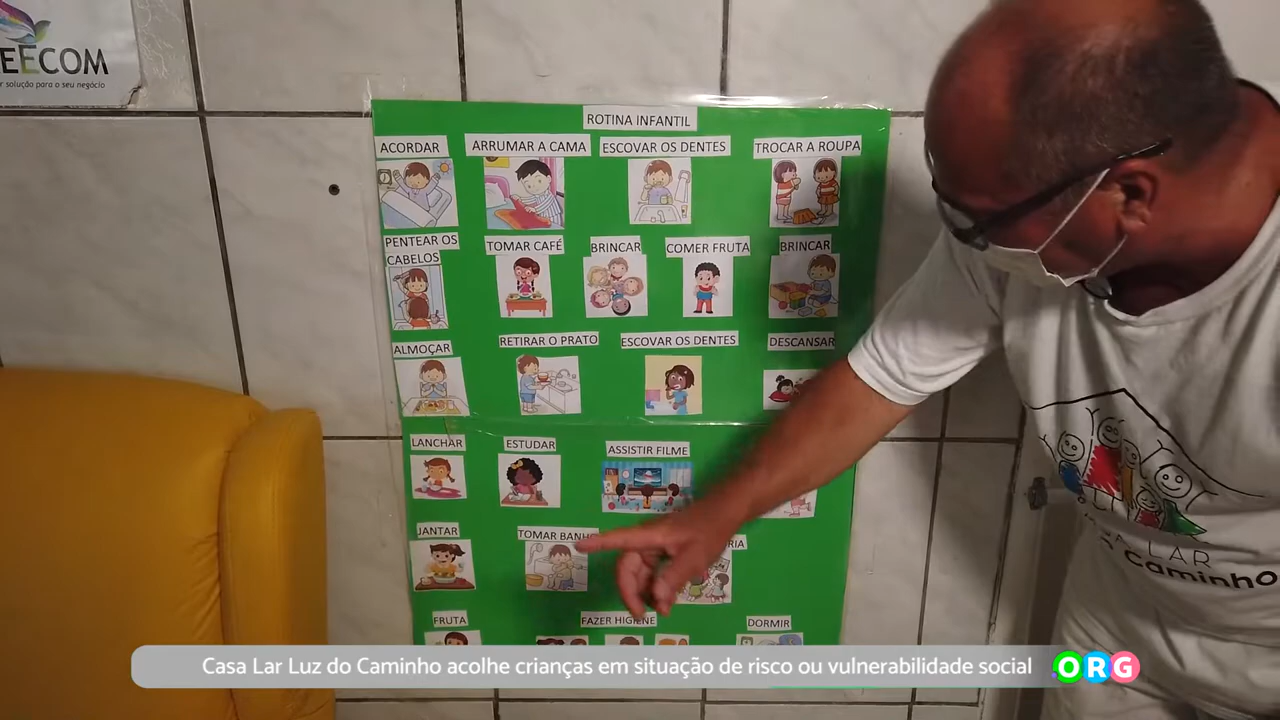 EECOM
solução para o seu negócio
ROTINA INFANTIL
ACORDAR
ARRUMAR A CAMA
ESCOVAR OS DENTES
TROCAR A ROUPA
PENTEAR OS
CABELOS
TOMAR CAFÉ
BRINCAR
COMER FRUTA
BRINCAR
ALMOÇAR
RETIRAR O PRATO
ESCOVAR OS DENTES
DESCANSAR
LANCHAR
ESTUDAR
ASSISTIR FILME
JANTAR
TOMAR BANHO
RIA
FRUTA
FAZER HIGIENE
DORMIR
LAR
Caminho
Casa Lar Luz do Caminho acolhe crianças em situação de risco ou vulnerabilidade social
.ORG